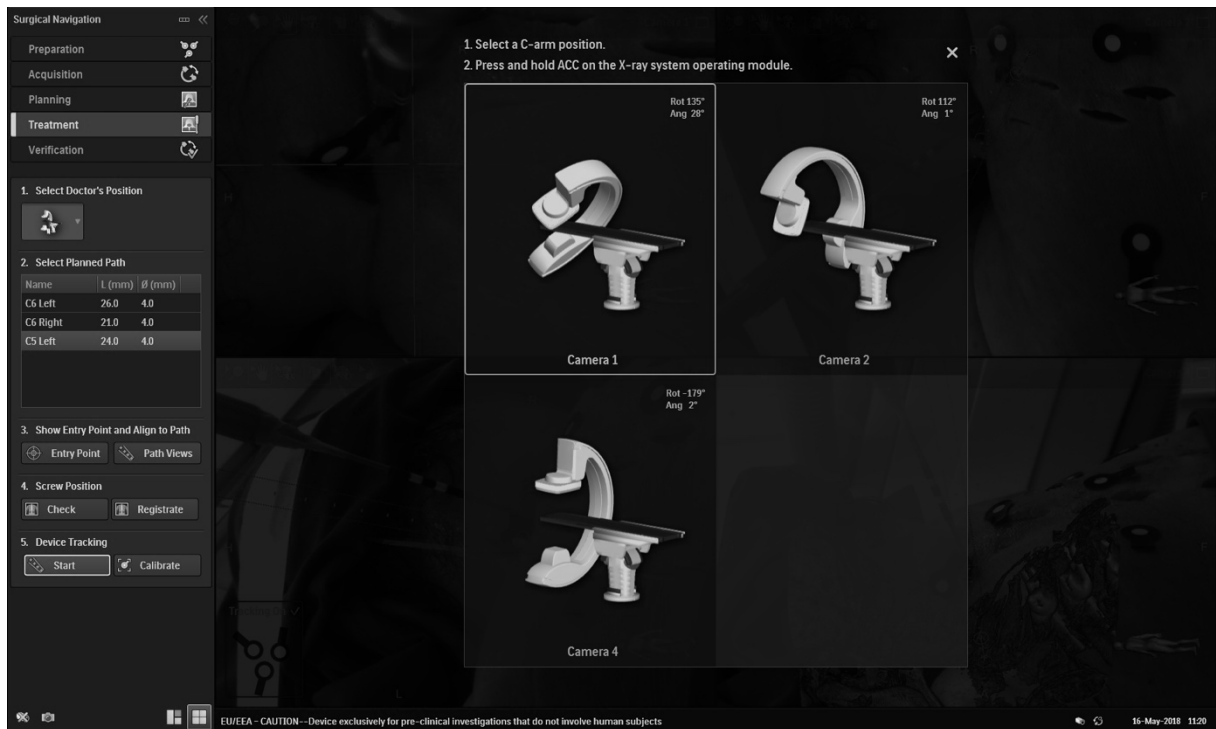 Surgical Navigation
Preparation
Acquisition
Planning
Treatment
Verification
1. Select Doctor's Position
2. Select Planned Path
Name L (mm) Ø (mm)
C6 Left 26.0 4.0
C6 Right 21.0 4.0
C5 Left 24.0 4.0
3. Show Entry Point and Align to Path
Entry Point Path Views
4. Screw Position
Check Registrate
5. Device Tracking
Start Calibrate
1. Select a C-arm position.
2. Press and hold ACC on the X-ray system operating module.
Rot 135°
Ang 28°
Camera 1
Rot 112°
Ang 1°
Camera 2
Rot -179°
Ang 2°
Camera 4
H
L
EU/EEA - CAUTION--Device exclusively for pre-clinical investigations that do not involve human subjects
16-May-2018 11:20